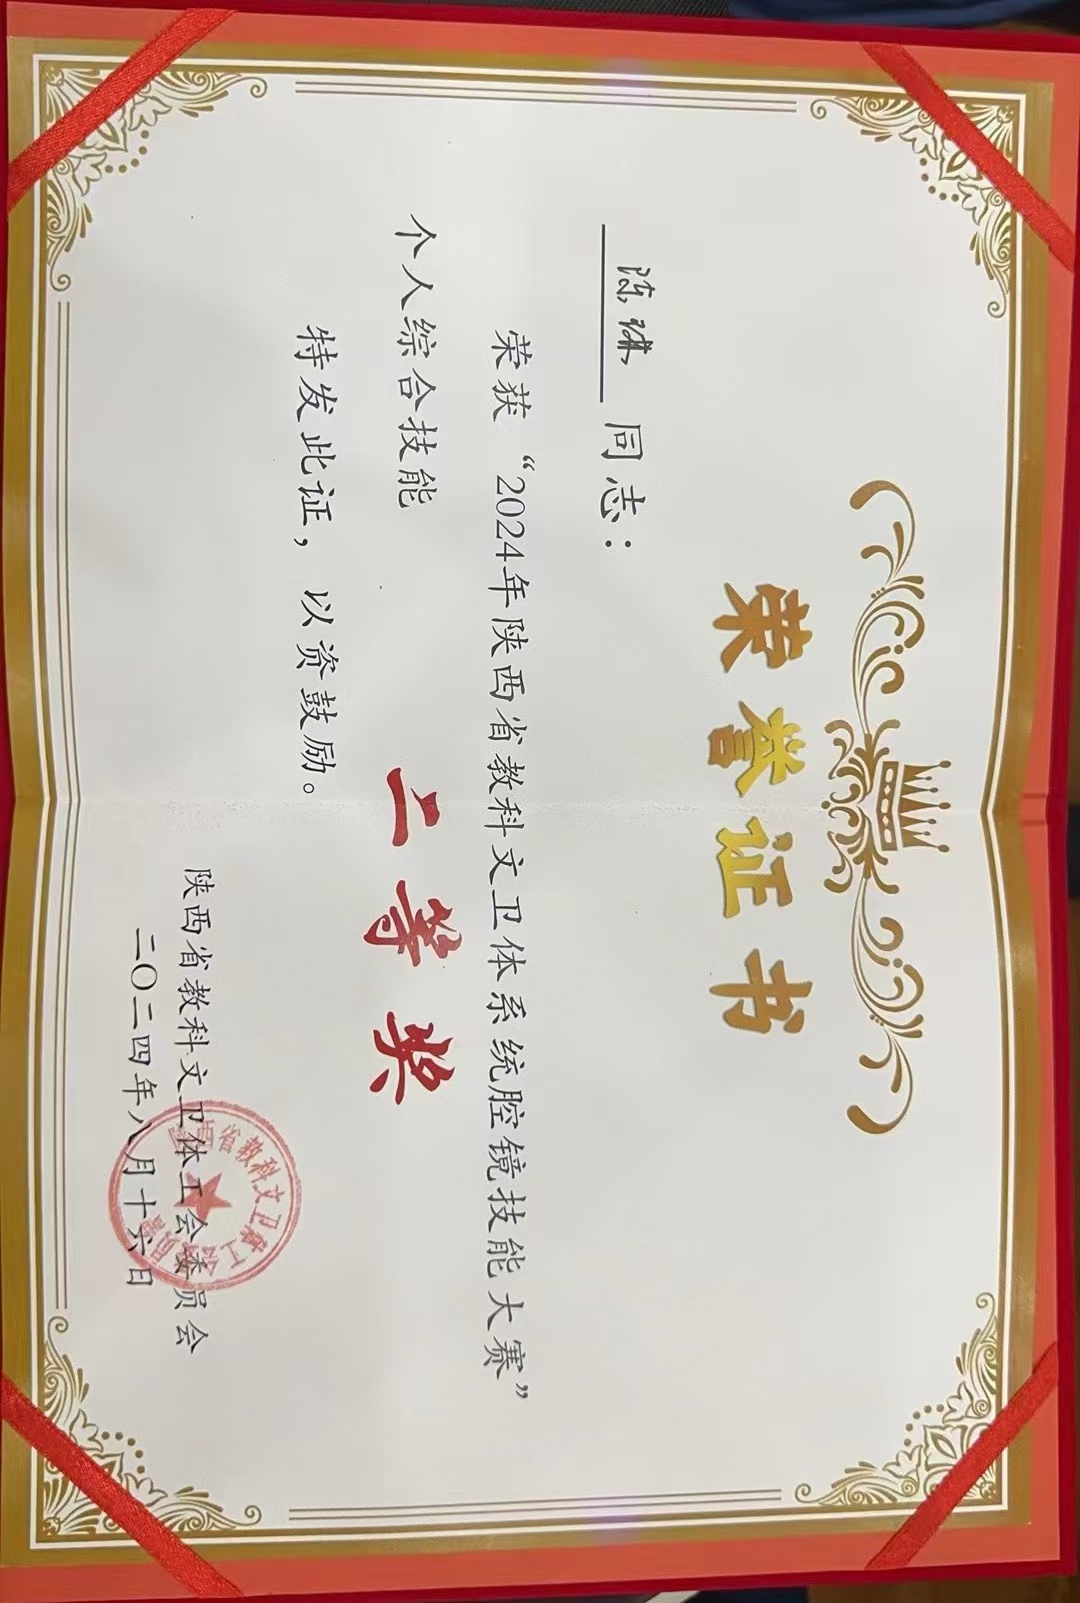 荣誉证书
陈琳 同志：
荣获“2024年陕西省教科文卫体系统腔镜技能大赛”
个人综合技能 二等奖
特发此证，以资鼓励。
陕西省教科文卫体工会委员会
二〇二四年八月十六日